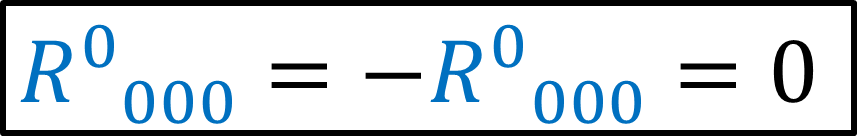 R⁰₀₀₀ = −R⁰₀₀₀ = 0